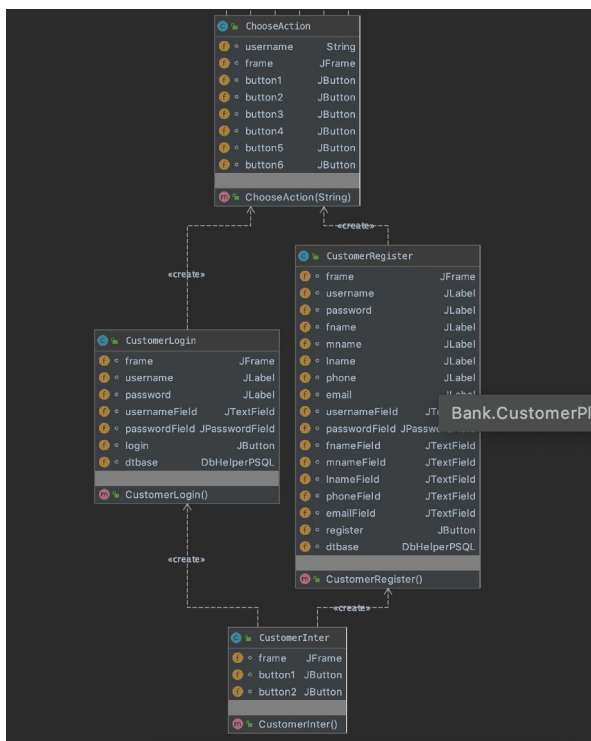 ChooseAction
username String
frame JFrame
button1 JButton
button2 JButton
button3 JButton
button4 JButton
button5 JButton
button6 JButton
ChooseAction(String)
«create»
CustomerRegister
frame JFrame
username JLabel
password JLabel
fname JLabel
mname JLabel
lname JLabel
phone JLabel
email
usernameField
passwordField
fnameField JTextField
mnameField JTextField
lnameField JTextField
phoneField JTextField
emailField JTextField
register JButton
dtbase DbHelperPSQL
CustomerRegister()
Bank.CustomerPl
«create»
CustomerLogin
frame JFrame
username JLabel
password JLabel
usernameField JTextField
passwordField JPasswordField
login JButton
dtbase DbHelperPSQL
CustomerLogin()
«create»
«create»
CustomerInter
frame JFrame
button1 JButton
button2 JButton
CustomerInter()